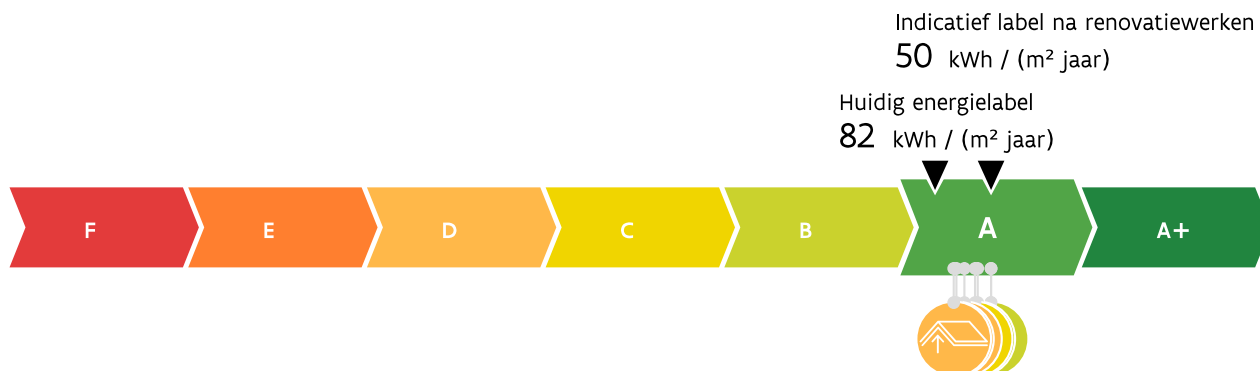 Indicatief label na renovatiewerken
50 kWh / (m² jaar)
Huidig energielabel
82 kWh / (m² jaar)
F E D C B A A+